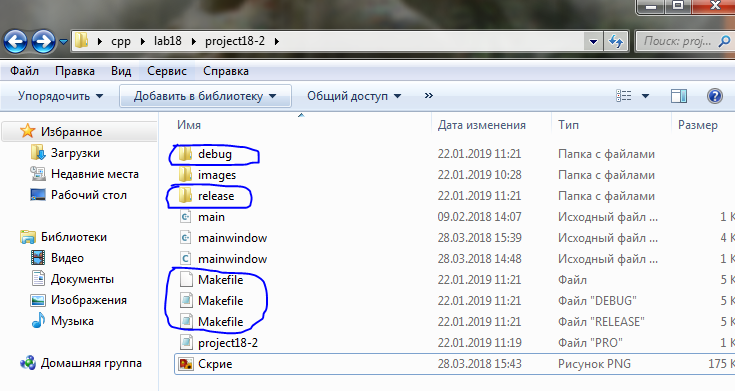 cpp lab18 project18-2 Поиск: proj...
Файл Правка Вид Сервис Справка
Упорядочить Добавить в библиотеку Общий доступ »
Избранное
Загрузки
Недавние места
Рабочий стол
Библиотеки
Видео
Документы
Изображения
Музыка
Домашняя группа
Имя Дата изменения Тип Размер
debug 22.01.2019 11:21 Папка с файлами
images 22.01.2019 10:28 Папка с файлами
release 22.01.2019 11:21 Папка с файлами
main 09.02.2018 14:07 Исходный файл ... 1 К
mainwindow 28.03.2018 15:39 Исходный файл ... 4 К
mainwindow 28.03.2018 14:48 Исходный файл ... 1 К
Makefile 22.01.2019 11:21 Файл 5 К
Makefile 22.01.2019 11:21 Файл "DEBUG" 5 К
Makefile 22.01.2019 11:21 Файл "RELEASE" 5 К
project18-2 22.01.2019 11:19 Файл "PRO" 1 К
Скрие 28.03.2018 15:43 Рисунок PNG 175 К